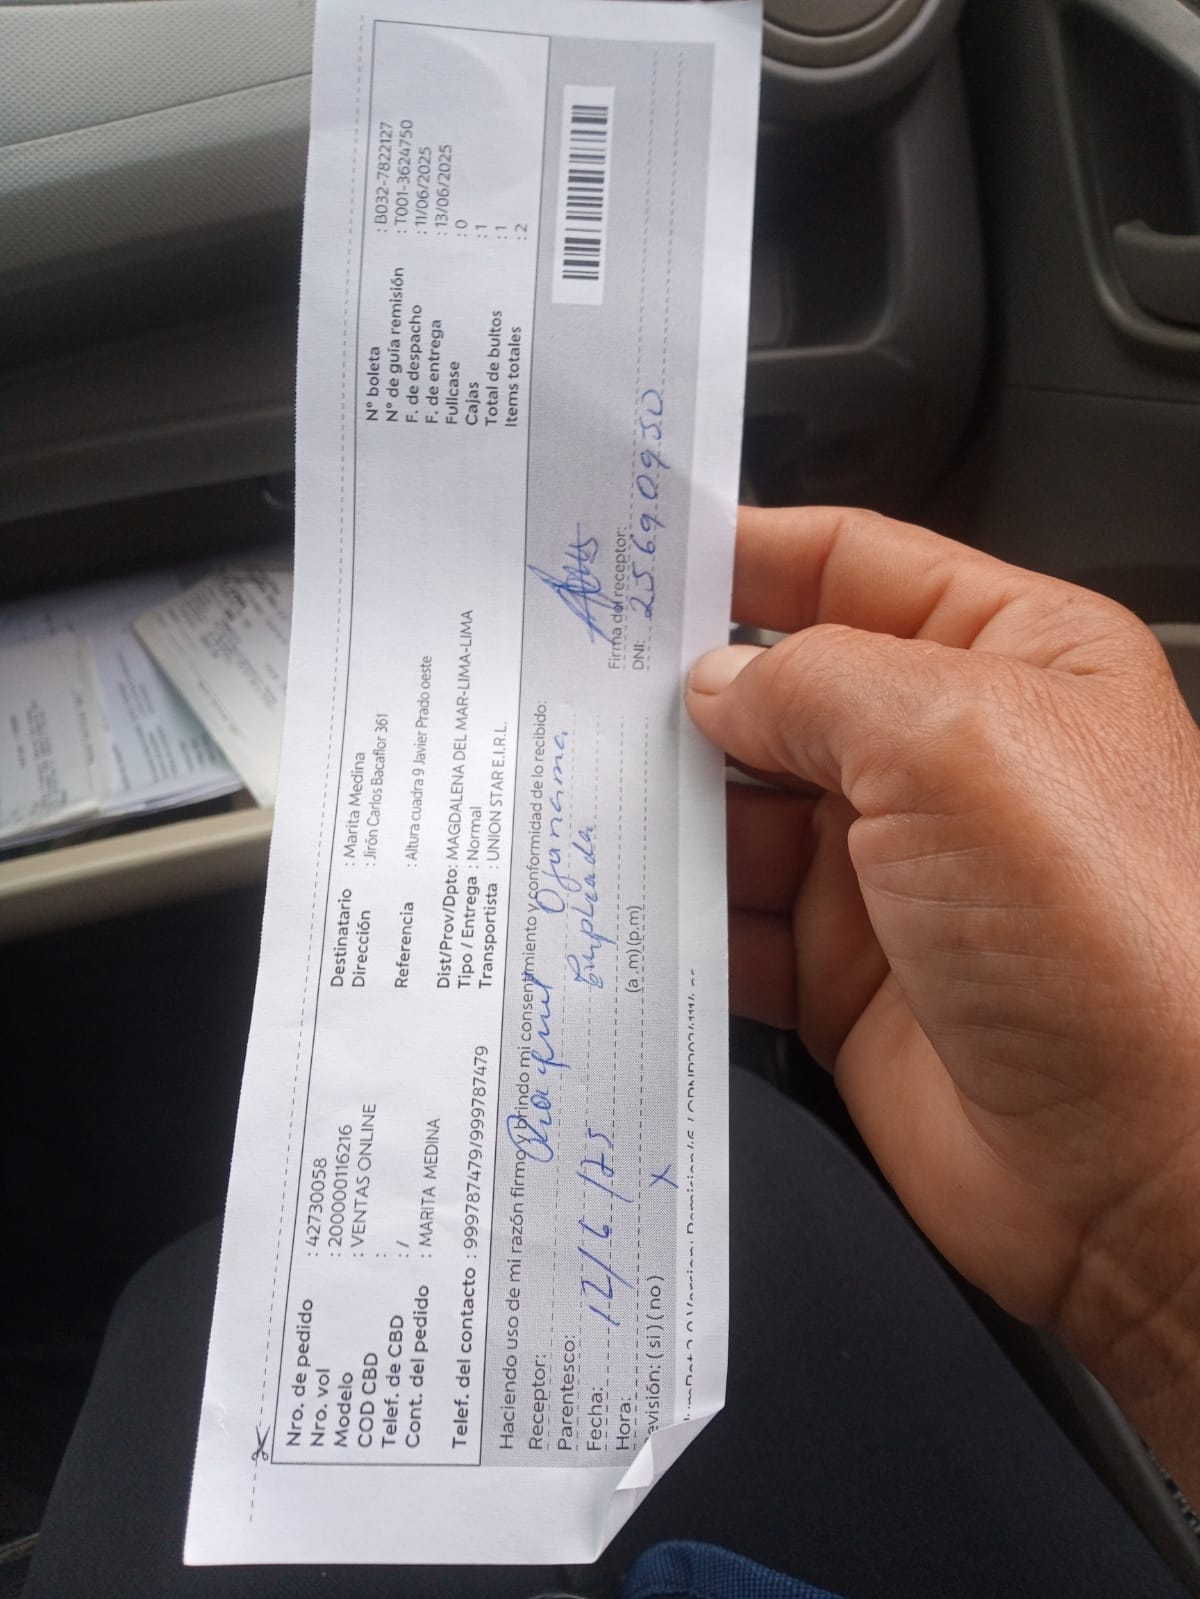 Nro. de pedido : 42730058
Nro. vol : 200000116216
Modelo : VENTAS ONLINE
COD CBD :
Telef. de CBD : /
Cont. del pedido : MARITA MEDINA
Telef. del contacto : 999787479/999787479
Destinatario : Marita Medina
Dirección : Jirón Carlos Bacaflor 361
Referencia : Altura cuadra 9 Javier Prado oeste
Dist/Prov/Dpto: MAGDALENA DEL MAR-LIMA-LIMA
Tipo / Entrega : Normal
Transportista : UNION STAR E.I.R.L.
N° boleta : B032-7822127
N° de guía remisión : T001-3624750
F. de despacho : 11/06/2025
F. de entrega : 13/06/2025
Fullcase : 0
Cajas : 1
Total de bultos : 1
Items totales : 2
Haciendo uso de mi razón firmo y brindo mi consentimiento y conformidad de lo recibido:
Receptor: Raquel
Parentesco: Empleada
Fecha: 12/6/25
Hora: (a.m)(p.m)
evisión: ( si ) ( no ) X
Firma del receptor:
DNI: 25690930